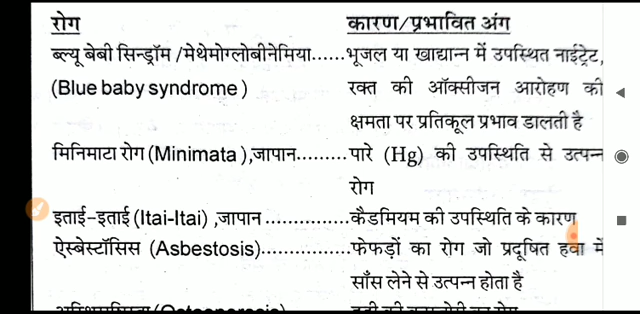 रोग कारण/प्रभावित अंग
ब्ल्यू बेबी सिन्ड्रॉम /मेथेमोग्लोबीनेमिया......भूजल या खाद्यान्न में उपस्थित नाईट्रेट,
(Blue baby syndrome ) रक्त की ऑक्सीजन आरोहण की
क्षमता पर प्रतिकूल प्रभाव डालती है
मिनिमाटा रोग (Minimata ),जापान.........पारे (Hg) की उपस्थिति से उत्पन्न
रोग
इताई-इताई (Itai-Itai) ,जापान ...............कैडमियम की उपस्थिति के कारण
ऐस्बेस्टॉसिस (Asbestosis)................फेफड़ों का रोग जो प्रदूषित हवा में
साँस लेने से उत्पन्न होता है